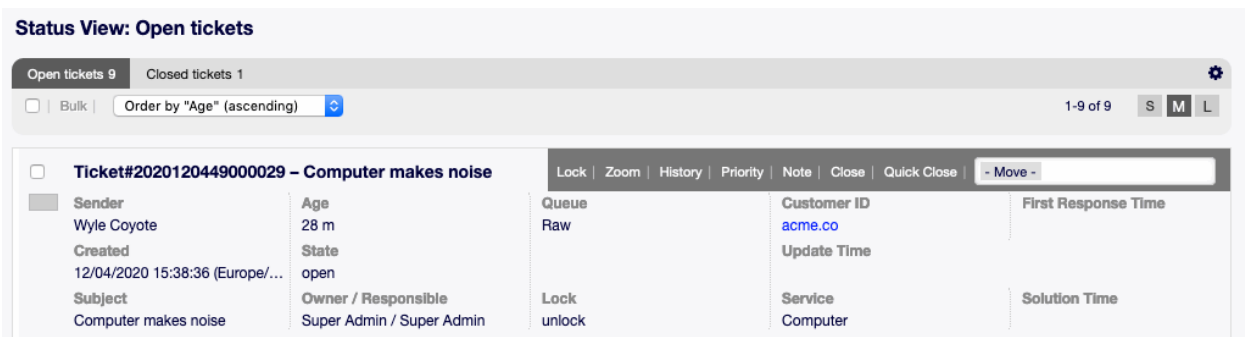 Status View: Open tickets
Open tickets 9 Closed tickets 1
Bulk | Order by "Age" (ascending) 1-9 of 9 S M L
Ticket#2020120449000029 – Computer makes noise Lock | Zoom | History | Priority | Note | Close | Quick Close | - Move -
Sender Age Queue Customer ID First Response Time
Wyle Coyote 28 m Raw acme.co
Created State Update Time
12/04/2020 15:38:36 (Europe/... open
Subject Owner / Responsible Lock Service Solution Time
Computer makes noise Super Admin / Super Admin unlock Computer